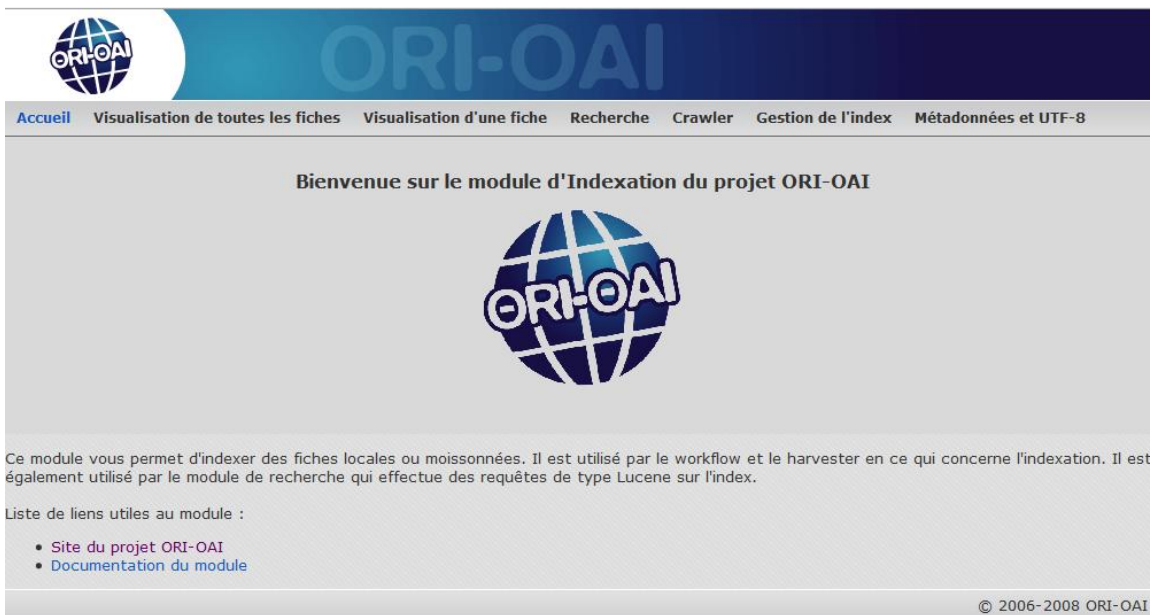 ORI-OAI
ORI-OAI
Accueil Visualisation de toutes les fiches Visualisation d'une fiche Recherche Crawler Gestion de l'index Métadonnées et UTF-8
Bienvenue sur le module d'Indexation du projet ORI-OAI
ORI-OAI
Ce module vous permet d'indexer des fiches locales ou moissonnées. Il est utilisé par le workflow et le harvester en ce qui concerne l'indexation. Il est
également utilisé par le module de recherche qui effectue des requêtes de type Lucene sur l'index.
Liste de liens utiles au module :
• Site du projet ORI-OAI
• Documentation du module
© 2006-2008 ORI-OAI